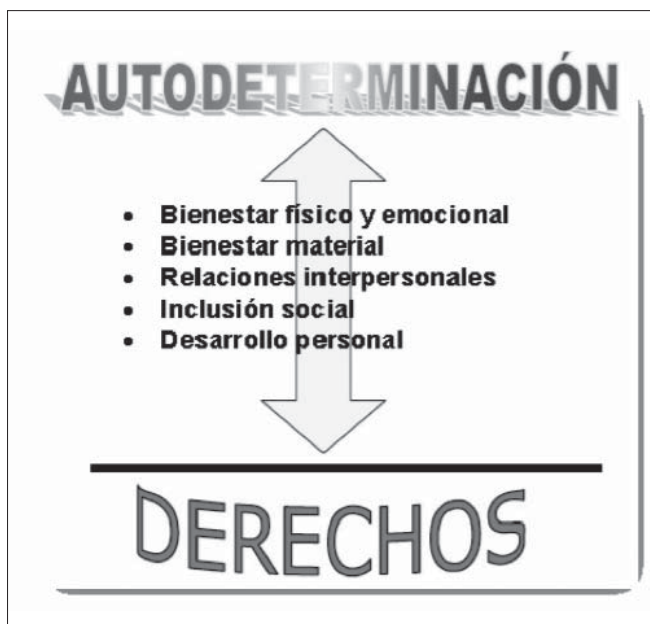 AUTODETERMINACIÓN
• Bienestar físico y emocional
• Bienestar material
• Relaciones interpersonales
• Inclusión social
• Desarrollo personal
DERECHOS